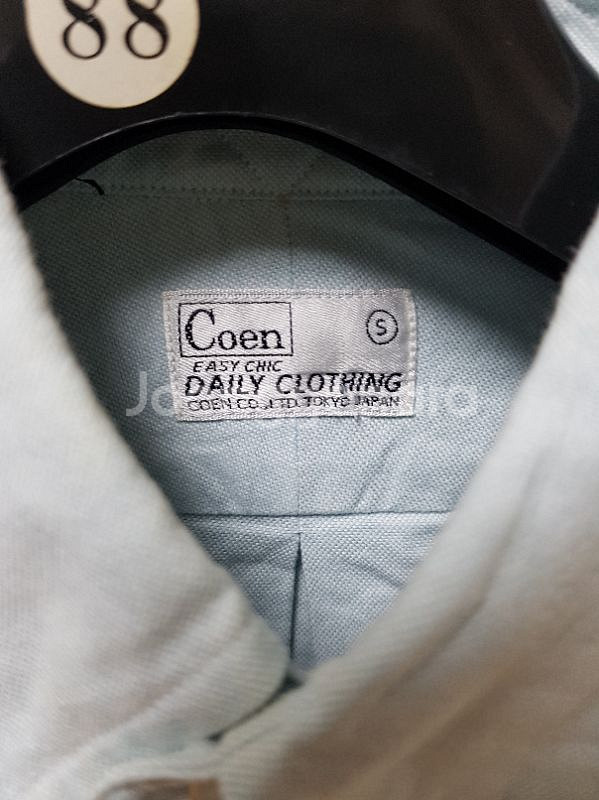 88
Coen
S
EASY CHIC
DAILY CLOTHING
COEN CO.,LTD. TOKYO JAPAN